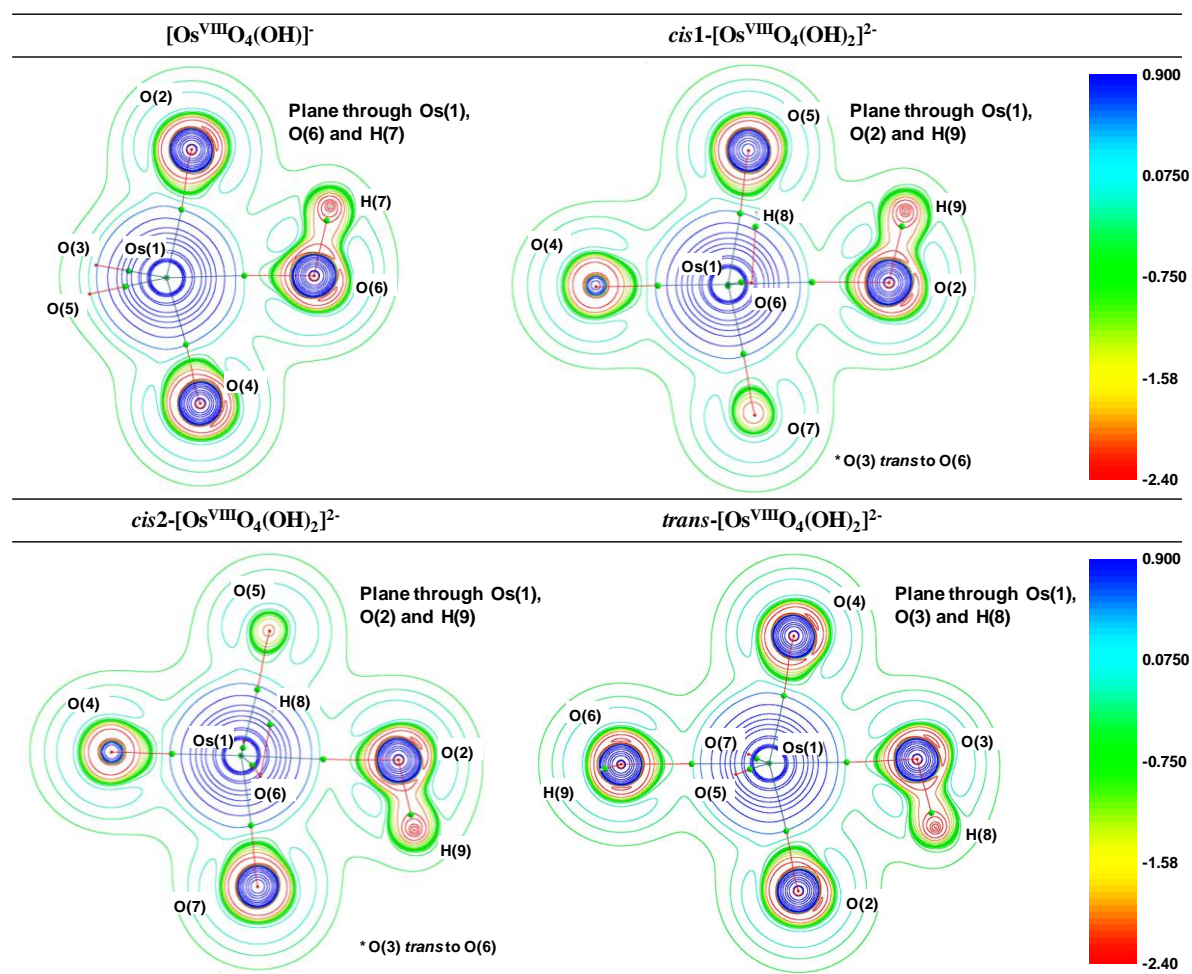 [Os^VIII O4(OH)]-
cis1-[Os^VIII O4(OH)2]2-
O(2)
Plane through Os(1),
O(6) and H(7)
H(7)
O(3)
Os(1)
O(5)
O(6)
O(4)
O(5)
Plane through Os(1),
O(2) and H(9)
H(9)
H(8)
O(4)
Os(1)
O(6)
O(2)
O(7)
* O(3) trans to O(6)
0.900
0.0750
-0.750
-1.58
-2.40
cis2-[Os^VIII O4(OH)2]2-
trans-[Os^VIII O4(OH)2]2-
O(5)
Plane through Os(1),
O(2) and H(9)
O(4)
H(8)
Os(1)
O(2)
O(6)
H(9)
O(7)
* O(3) trans to O(6)
O(4)
Plane through Os(1),
O(3) and H(8)
O(6)
O(7)
Os(1)
O(3)
H(9)
O(5)
H(8)
O(2)
0.900
0.0750
-0.750
-1.58
-2.40